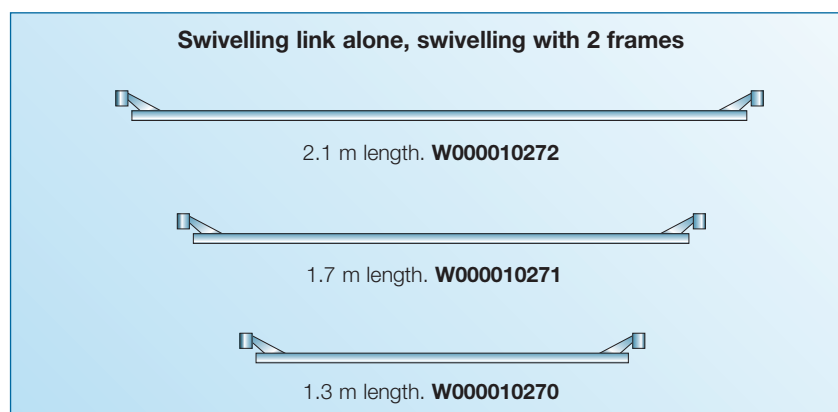 Swivelling link alone, swivelling with 2 frames
2.1 m length. W000010272
1.7 m length. W000010271
1.3 m length. W000010270